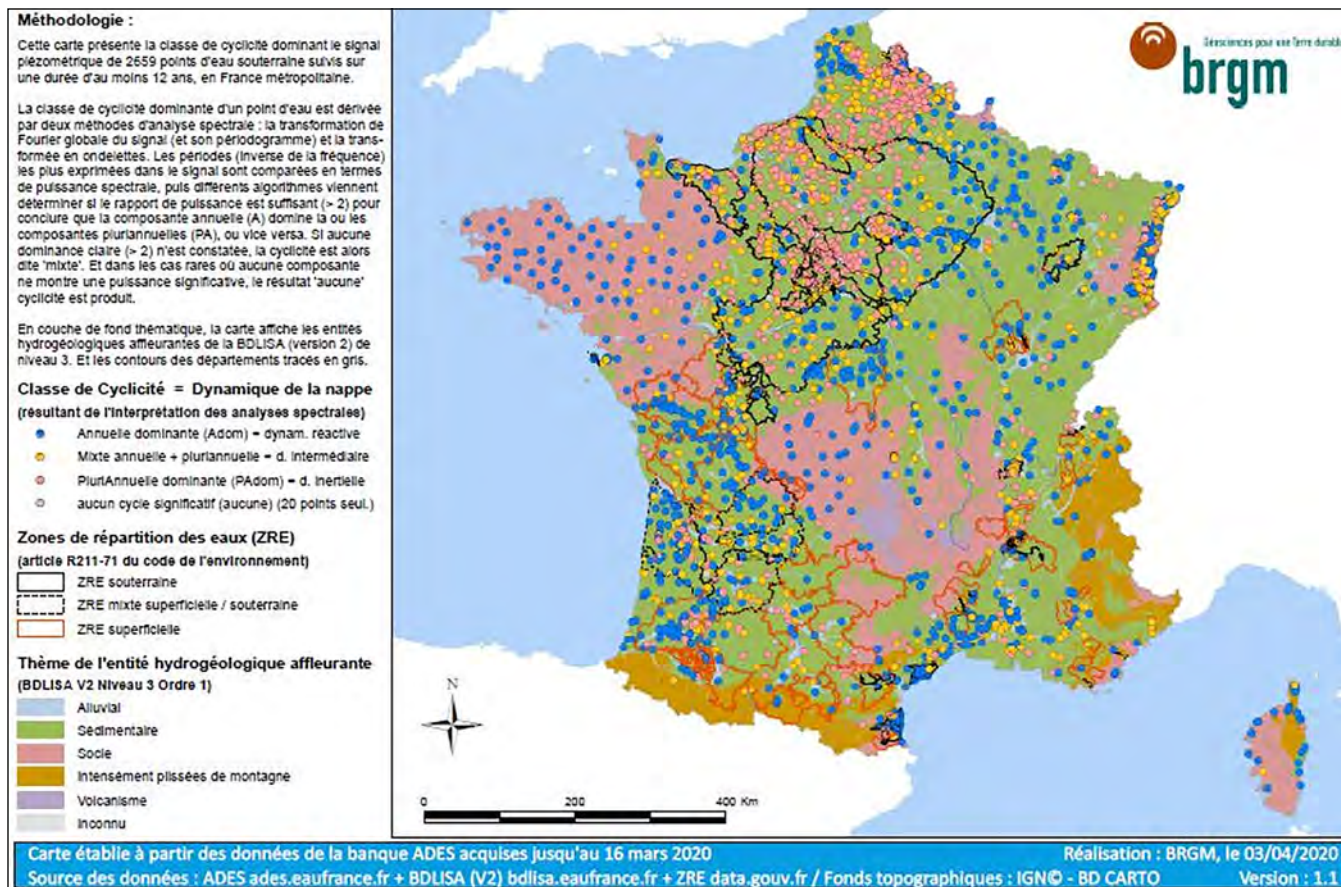 Méthodologie :
Cette carte présente la classe de cyclicité dominant le signal
piézométrique de 2659 points d'eau souterraine suivis sur
une durée d'au moins 12 ans, en France métropolitaine.
La classe de cyclicité dominante d'un point d'eau est dérivée
par deux méthodes d'analyse spectrale : la transformation de
Fourier globale du signal (et son périodogramme) et la trans-
formée en ondelettes. Les périodes (inverse de la fréquence)
les plus exprimées dans le signal sont comparées en termes
de puissance spectrale, puis différents algorithmes viennent
déterminer si le rapport de puissance est suffisant (> 2) pour
conclure que la composante annuelle (A) domine la ou les
composantes pluriannuelles (PA), ou vice versa. Si aucune
dominance claire (> 2) n'est constatée, la cyclicité est alors
dite 'mixte'. Et dans les cas rares où aucune composante
ne montre une puissance significative, le résultat 'aucune'
cyclicité est produit.
En couche de fond thématique, la carte affiche les entités
hydrogéologiques affleurantes de la BDLISA (version 2) de
niveau 3. Et les contours des départements tracés en gris.
Classe de Cyclicité = Dynamique de la nappe
(résultant de l'interprétation des analyses spectrales)
Annuelle dominante (Adom) = dynam. réactive
Mixte annuelle + pluriannuelle = d. intermédiaire
PluriAnnuelle dominante (PAdom) = d. inertielle
aucun cycle significatif (aucune) (20 points seul.)
Zones de répartition des eaux (ZRE)
(article R211-71 du code de l'environnement)
ZRE souterraine
ZRE mixte superficielle / souterraine
ZRE superficielle
Thème de l'entité hydrogéologique affleurante
(BDLISA V2 Niveau 3 Ordre 1)
Alluvial
Sédimentaire
Socle
Intensément plissées de montagne
Volcanisme
Inconnu
Géosciences pour une Terre durable
brgm
N
0 200 400 Km
Carte établie à partir des données de la banque ADES acquises jusqu'au 16 mars 2020
Réalisation : BRGM, le 03/04/2020
Source des données : ADES ades.eaufrance.fr + BDLISA (V2) bdlisa.eaufrance.fr + ZRE data.gouv.fr / Fonds topographiques : IGN© - BD CARTO
Version : 1.1